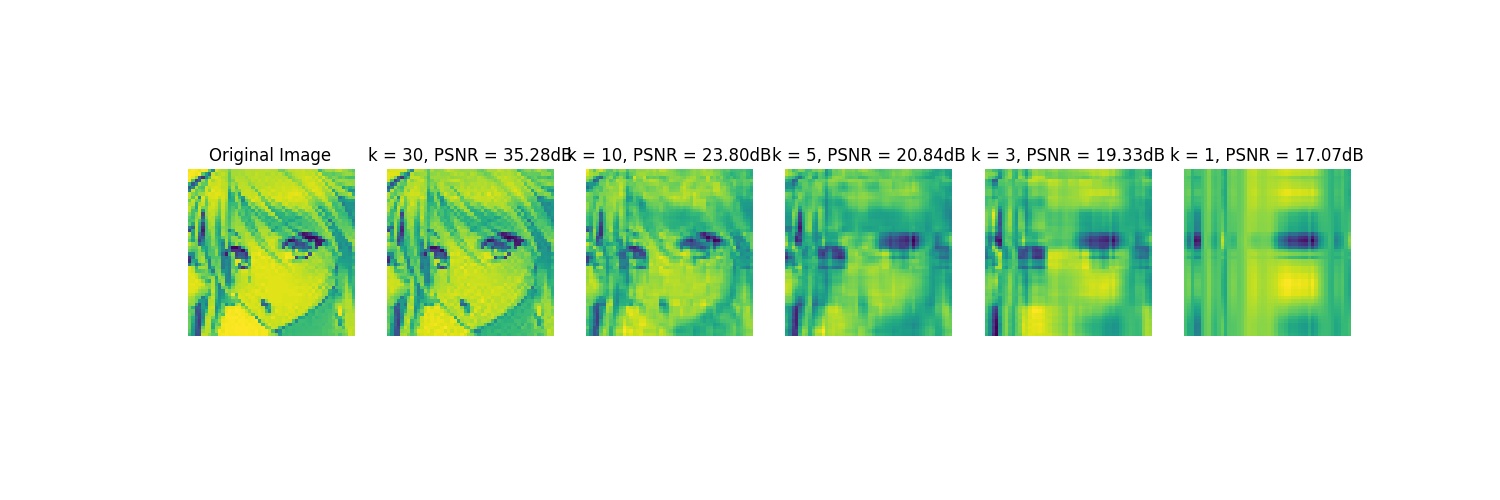 Original Image
k = 30, PSNR = 35.28dB
k = 10, PSNR = 23.80dB
k = 5, PSNR = 20.84dB
k = 3, PSNR = 19.33dB
k = 1, PSNR = 17.07dB